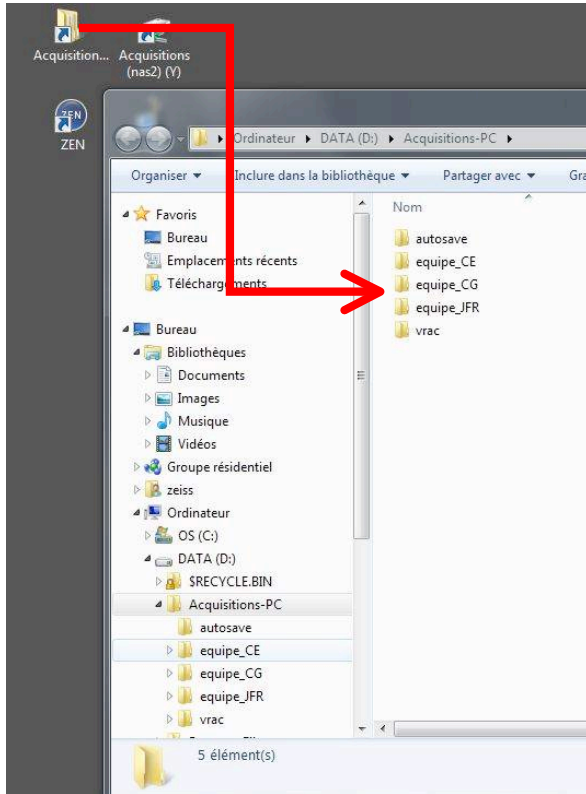 Acquisition... Acquisitions
(nas2) (Y)
ZEN
ZEN
Ordinateur DATA (D:) Acquisitions-PC
Organiser Inclure dans la bibliothèque Partager avec Gra
Nom
Favoris
Bureau
Emplacements récents
Téléchargements
Bureau
Bibliothèques
Documents
Images
Musique
Vidéos
Groupe résidentiel
zeiss
Ordinateur
OS (C:)
DATA (D:)
$RECYCLE.BIN
Acquisitions-PC
autosave
equipe_CE
equipe_CG
equipe_JFR
vrac
autosave
equipe_CE
equipe_CG
equipe_JFR
vrac
5 élément(s)